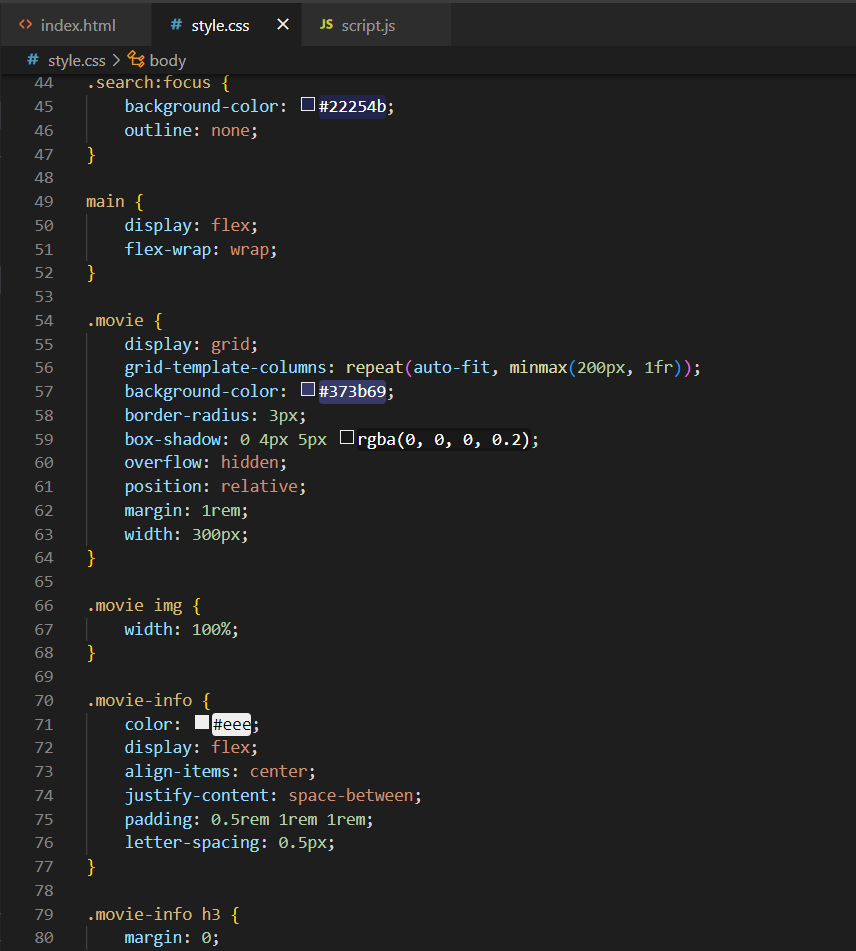 <> index.html # style.css × JS script.js
# style.css > body
44 .search:focus {
45 background-color: #22254b;
46 outline: none;
47 }
48
49 main {
50 display: flex;
51 flex-wrap: wrap;
52 }
53
54 .movie {
55 display: grid;
56 grid-template-columns: repeat(auto-fit, minmax(200px, 1fr));
57 background-color: #373b69;
58 border-radius: 3px;
59 box-shadow: 0 4px 5px rgba(0, 0, 0, 0.2);
60 overflow: hidden;
61 position: relative;
62 margin: 1rem;
63 width: 300px;
64 }
65
66 .movie img {
67 width: 100%;
68 }
69
70 .movie-info {
71 color: #eee;
72 display: flex;
73 align-items: center;
74 justify-content: space-between;
75 padding: 0.5rem 1rem 1rem;
76 letter-spacing: 0.5px;
77 }
78
79 .movie-info h3 {
80 margin: 0;